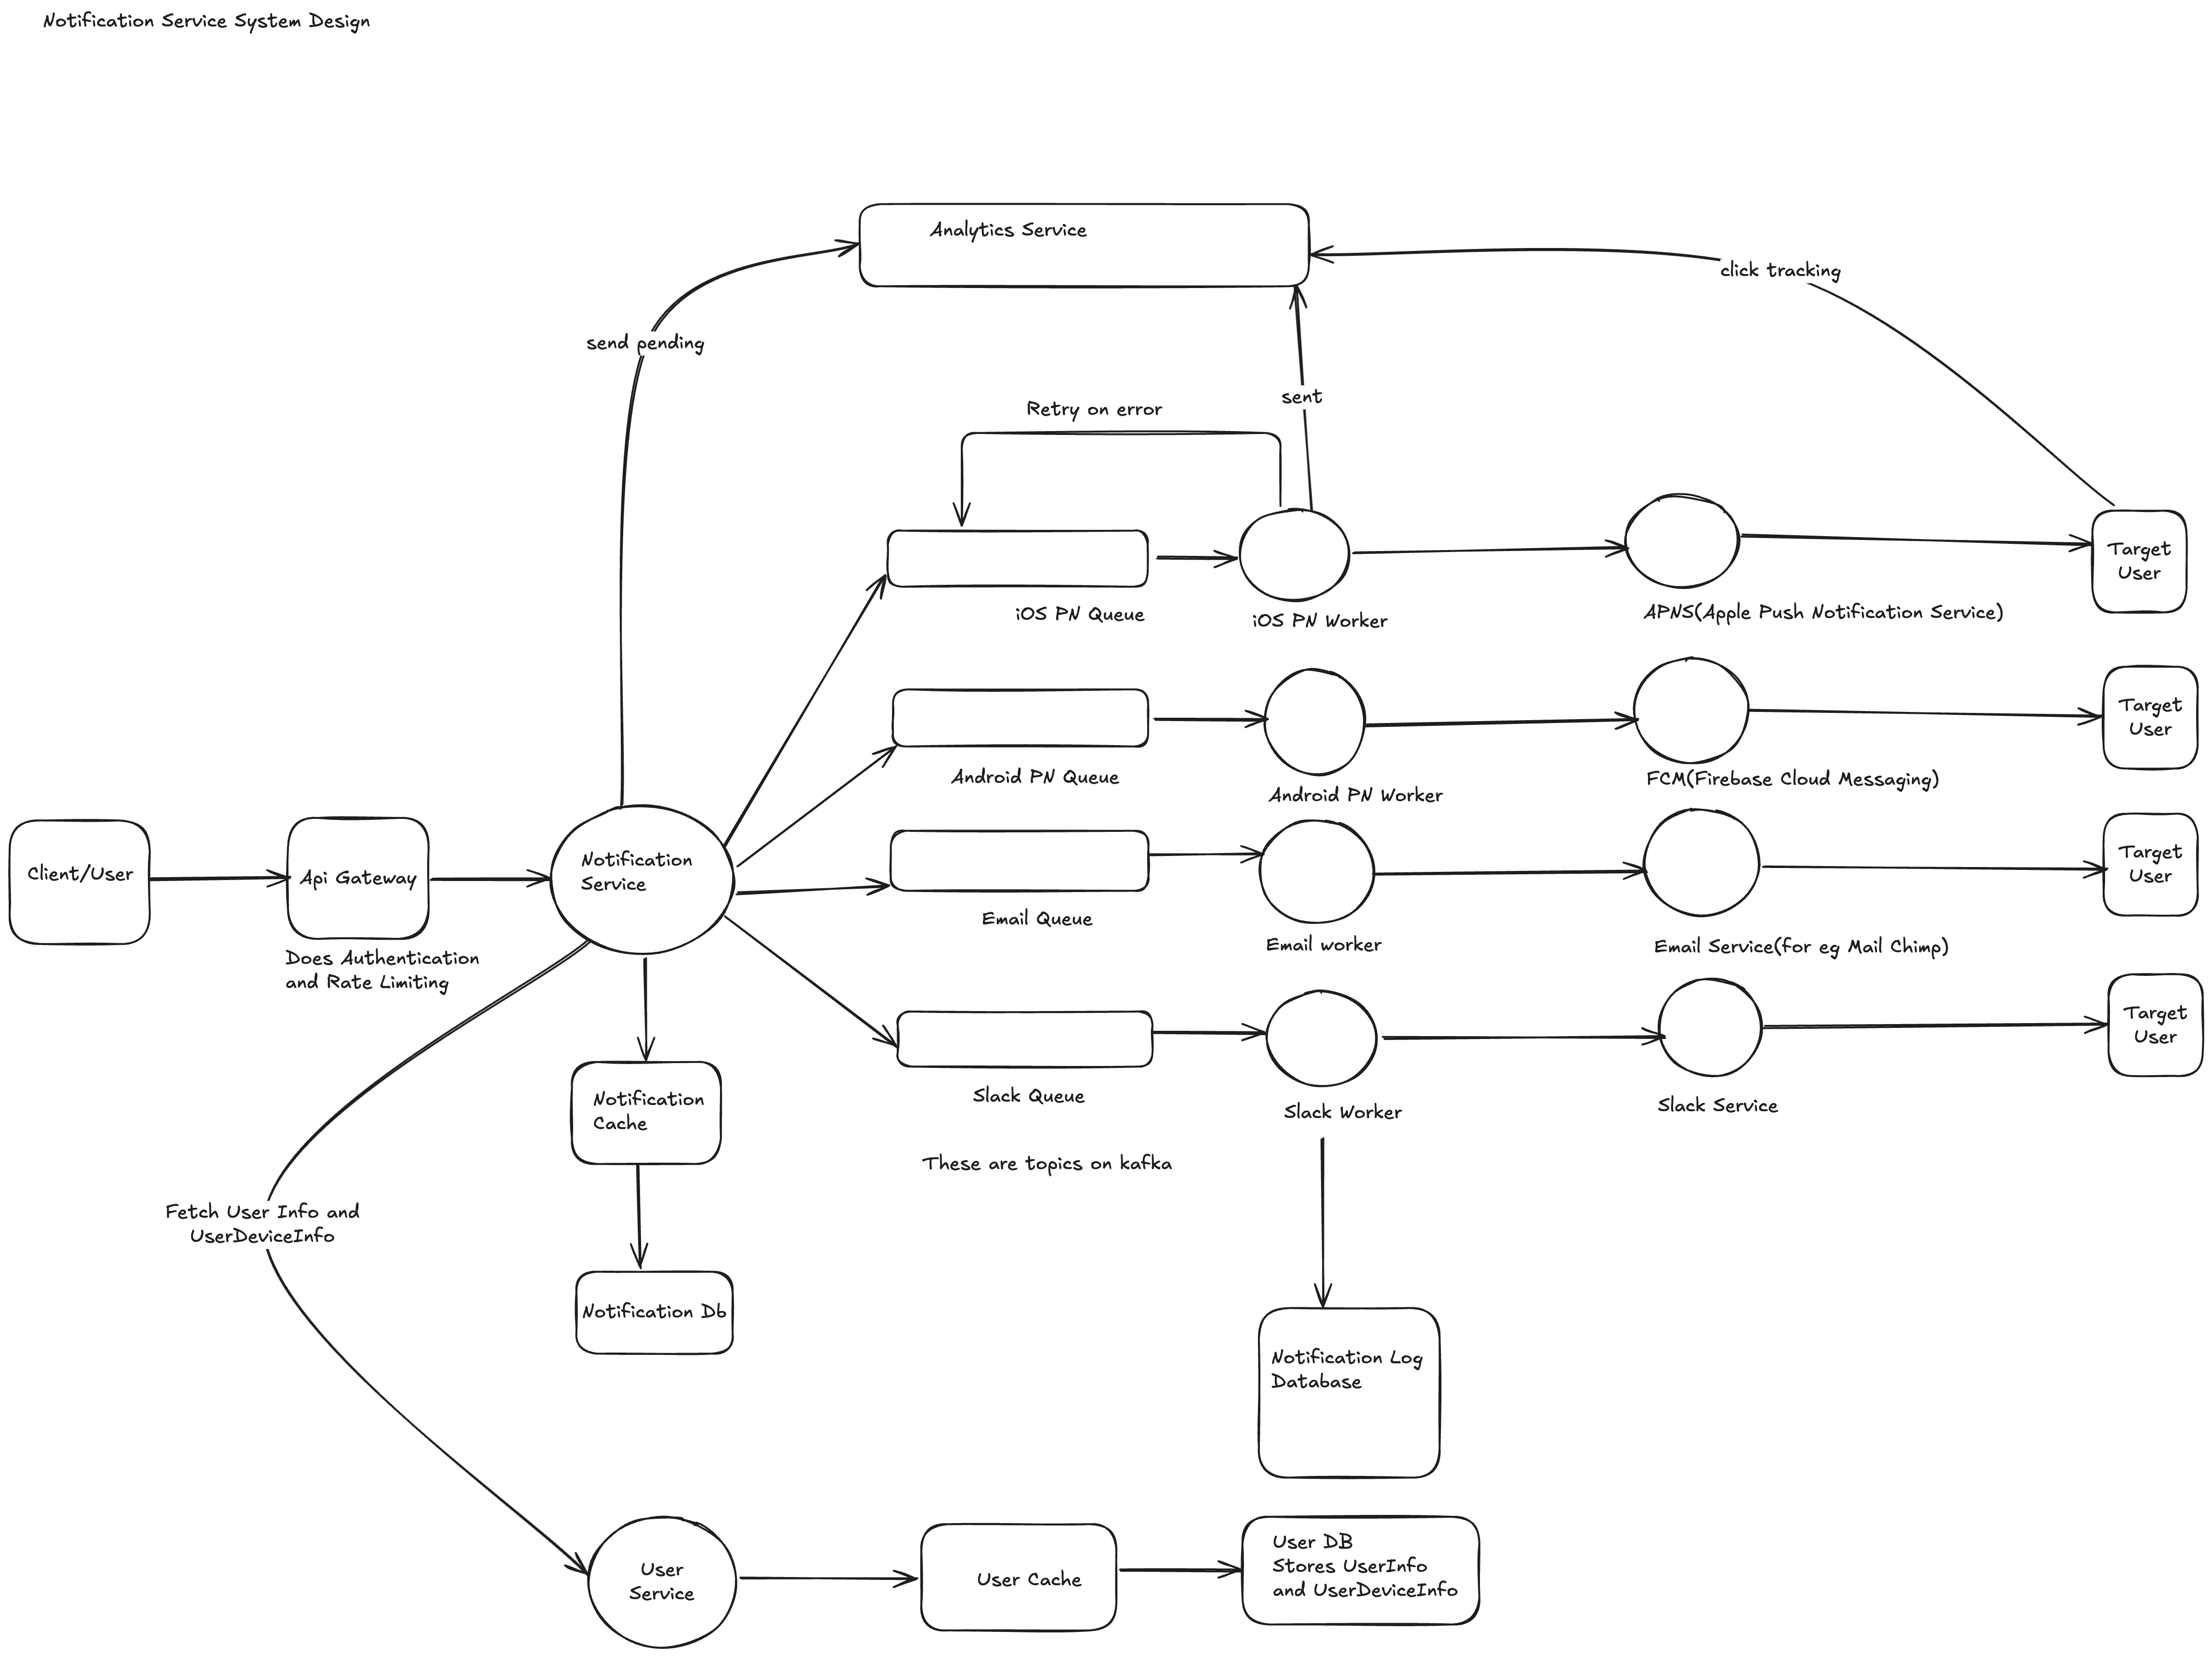 Notification Service System Design
Analytics Service
click tracking
send pending
sent
Retry on error
Target
User
iOS PN Queue
iOS PN Worker
APNS(Apple Push Notification Service)
Target
User
Android PN Queue
Android PN Worker
FCM(Firebase Cloud Messaging)
Client/User
Api Gateway
Does Authentication
and Rate Limiting
Notification
Service
Target
User
Email Queue
Email worker
Email Service(for eg Mail Chimp)
Target
User
Notification
Cache
Slack Queue
Slack Worker
Slack Service
These are topics on kafka
Fetch User Info and
UserDeviceInfo
Notification Db
Notification Log
Database
User
Service
User Cache
User DB
Stores UserInfo
and UserDeviceInfo